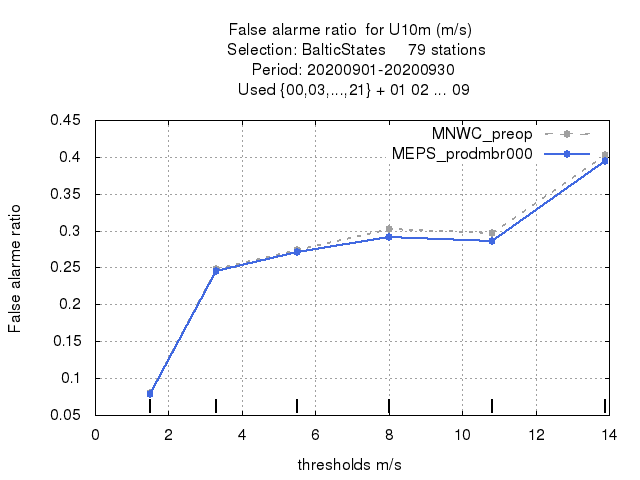 False alarme ratio  for U10m (m/s)
Selection: BalticStates     79 stations
Period: 20200901-20200930
Used {00,03,...,21} + 01 02 ... 09
MNWC_preop
MEPS_prodmbr000
False alarme ratio
0.45
0.4
0.35
0.3
0.25
0.2
0.15
0.1
0.05
0 2 4 6 8 10 12 14
thresholds m/s